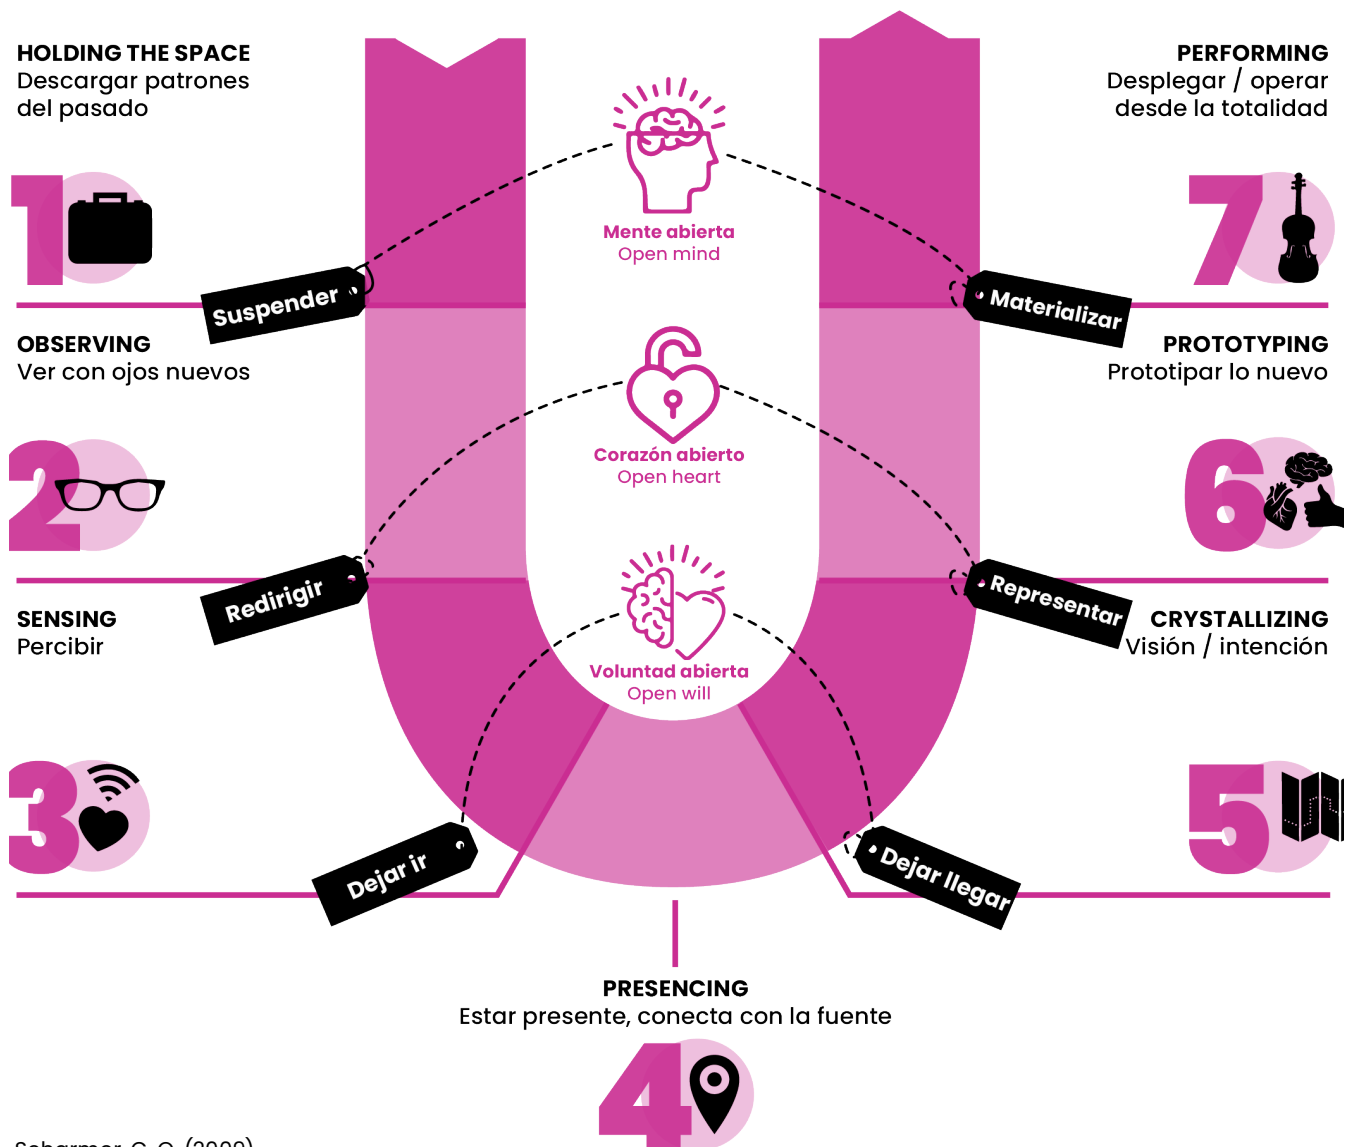 HOLDING THE SPACE
Descargar patrones
del pasado
1
Suspender
OBSERVING
Ver con ojos nuevos
2
Redirigir
SENSING
Percibir
3
Dejar ir
Mente abierta
Open mind
Corazón abierto
Open heart
Voluntad abierta
Open will
PRESENCING
Estar presente, conecta con la fuente
4
PERFORMING
Desplegar / operar
desde la totalidad
7
Materializar
PROTOTYPING
Prototipar lo nuevo
6
Representar
CRYSTALLIZING
Visión / intención
5
Dejar llegar